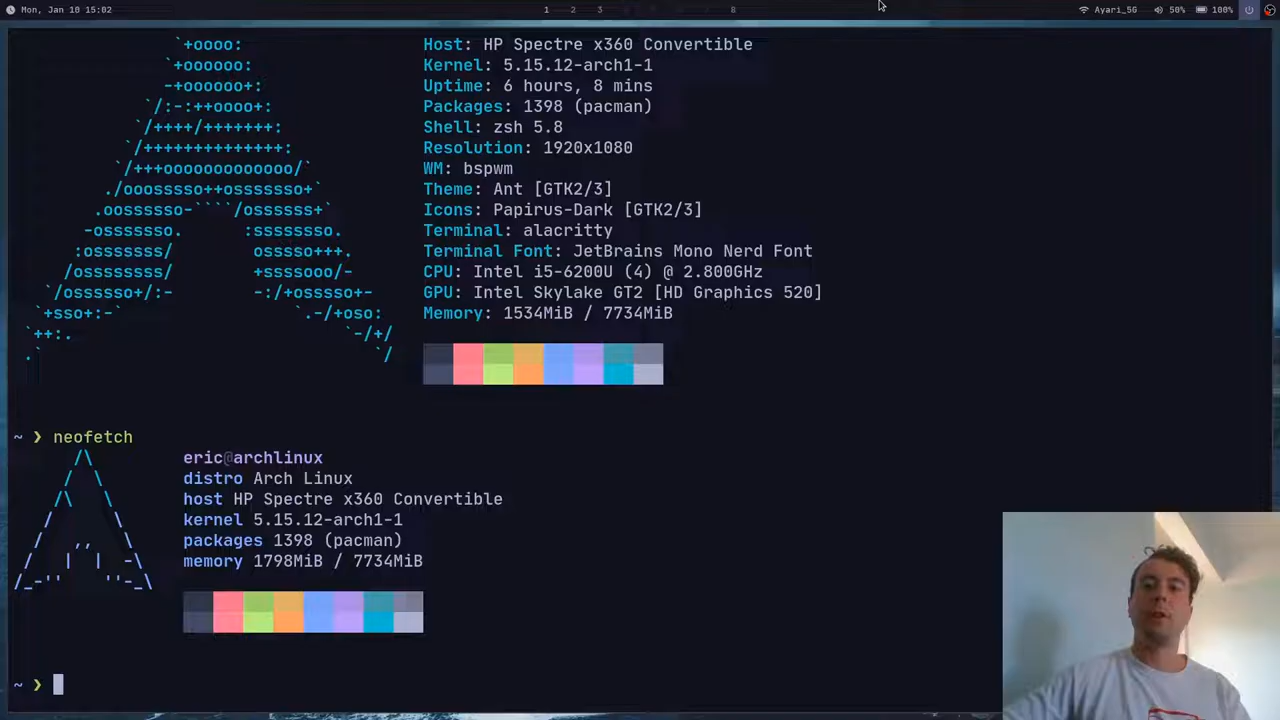 Mon, Jan 10 15:02 1 2 3 8 Ayari_5G 50% 100%
Host: HP Spectre x360 Convertible
Kernel: 5.15.12-arch1-1
Uptime: 6 hours, 8 mins
Packages: 1398 (pacman)
Shell: zsh 5.8
Resolution: 1920x1080
WM: bspwm
Theme: Ant [GTK2/3]
Icons: Papirus-Dark [GTK2/3]
Terminal: alacritty
Terminal Font: JetBrains Mono Nerd Font
CPU: Intel i5-6200U (4) @ 2.800GHz
GPU: Intel Skylake GT2 [HD Graphics 520]
Memory: 1534MiB / 7734MiB
~ ❯ neofetch
eric@archlinux
distro Arch Linux
host HP Spectre x360 Convertible
kernel 5.15.12-arch1-1
packages 1398 (pacman)
memory 1798MiB / 7734MiB
~ ❯